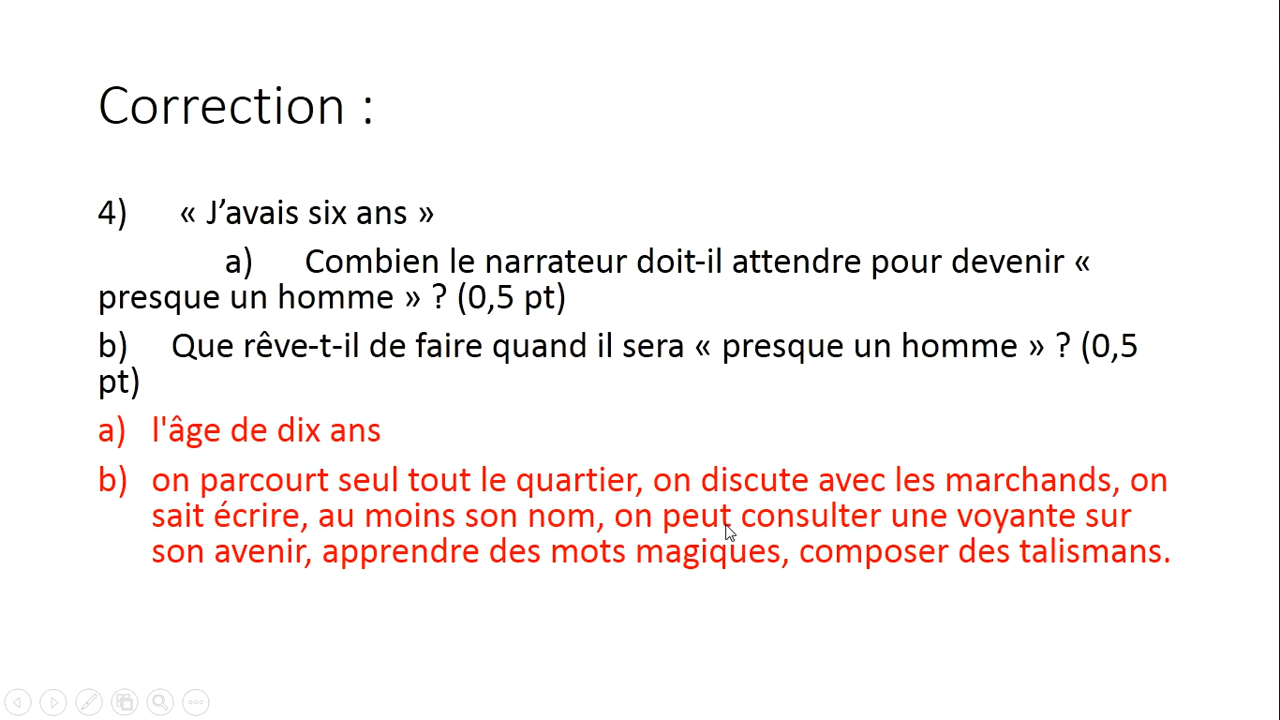 Correction :
4) « J’avais six ans »
a) Combien le narrateur doit-il attendre pour devenir «
presque un homme » ? (0,5 pt)
b) Que rêve-t-il de faire quand il sera « presque un homme » ? (0,5
pt)
a) l'âge de dix ans
b) on parcourt seul tout le quartier, on discute avec les marchands, on
sait écrire, au moins son nom, on peut consulter une voyante sur
son avenir, apprendre des mots magiques, composer des talismans.